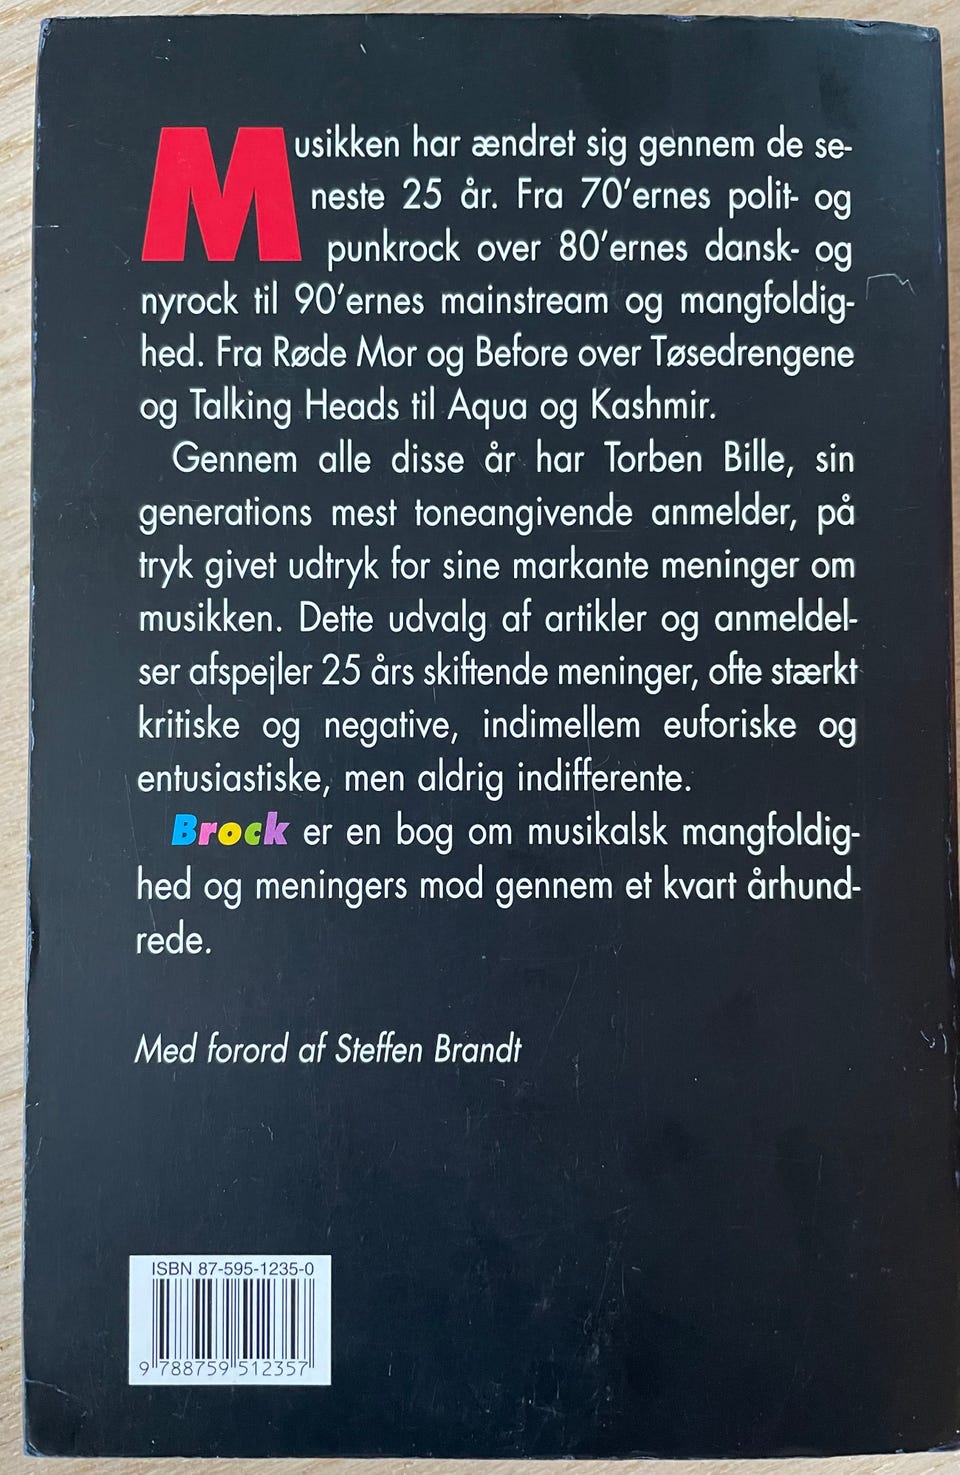 Musikken har ændret sig gennem de se-
neste 25 år. Fra 70'ernes polit- og
punkrock over 80'ernes dansk- og
nyrock til 90'ernes mainstream og mangfoldig-
hed. Fra Røde Mor og Before over Tøsedrengene
og Talking Heads til Aqua og Kashmir.
Gennem alle disse år har Torben Bille, sin
generations mest toneangivende anmelder, på
tryk givet udtryk for sine markante meninger om
musikken. Dette udvalg af artikler og anmeldel-
ser afspejler 25 års skiftende meninger, ofte stærkt
kritiske og negative, indimellem euforiske og
entusiastiske, men aldrig indifferente.
Brock er en bog om musikalsk mangfoldig-
hed og meningers mod gennem et kvart århund-
rede.
Med forord af Steffen Brandt
ISBN 87-595-1235-0
9 788759 512357